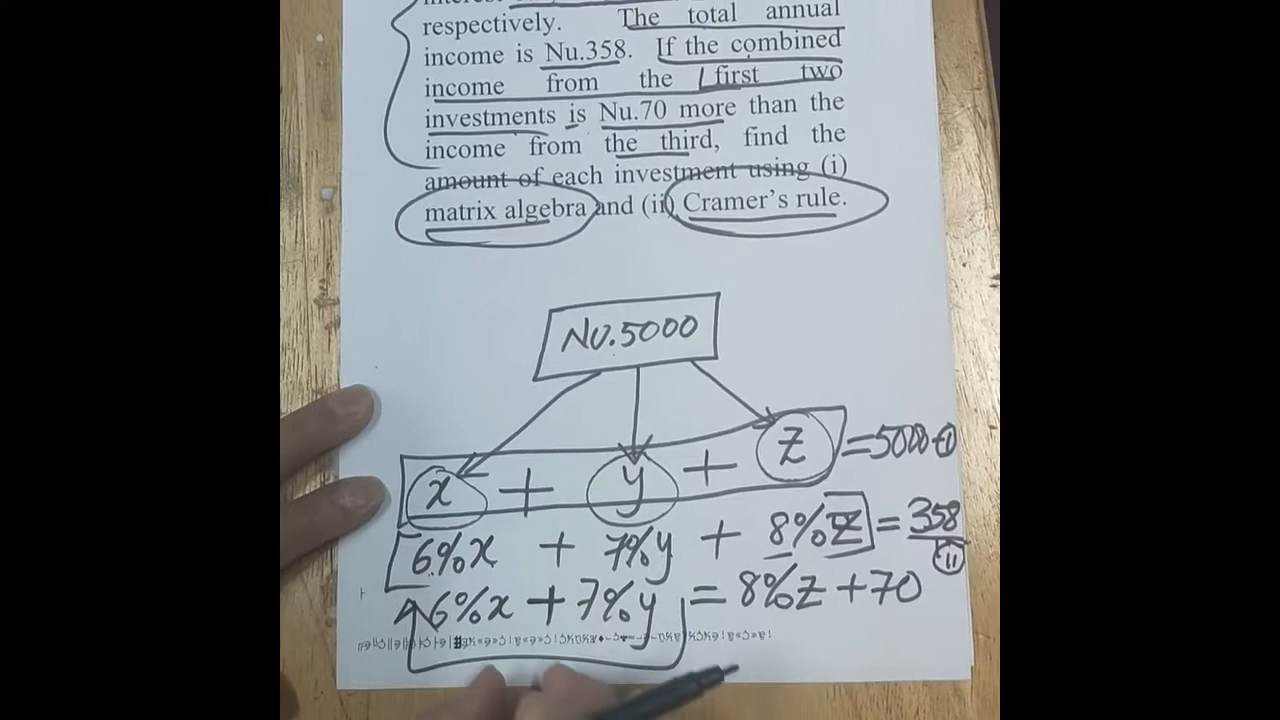 respectively. The total annual
income is Nu.358. If the combined
income from the first two
investments is Nu.70 more than the
income from the third, find the
amount of each investment using (i)
matrix algebra and (ii) Cramer's rule.
NU.5000
x + y + z = 5000 -(i)
6%x + 7%y + 8%z = 358
(ii)
6%x + 7%y = 8%z + 70